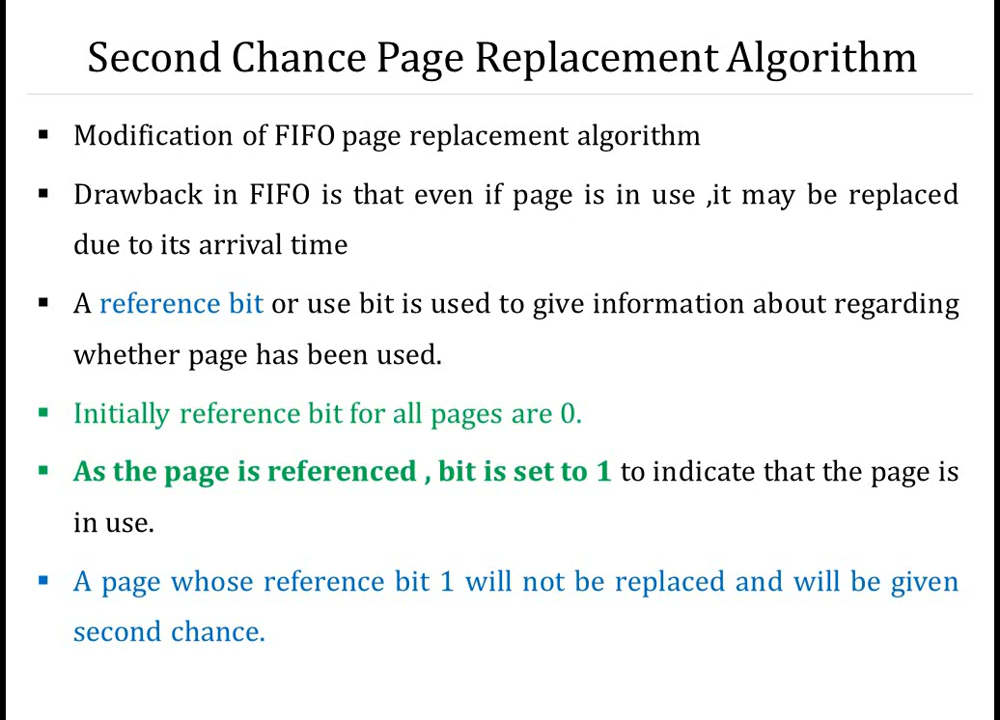 Second Chance Page Replacement Algorithm
▪ Modification of FIFO page replacement algorithm
▪ Drawback in FIFO is that even if page is in use ,it may be replaced
due to its arrival time
▪ A reference bit or use bit is used to give information about regarding
whether page has been used.
▪ Initially reference bit for all pages are 0.
▪ As the page is referenced , bit is set to 1 to indicate that the page is
in use.
▪ A page whose reference bit 1 will not be replaced and will be given
second chance.